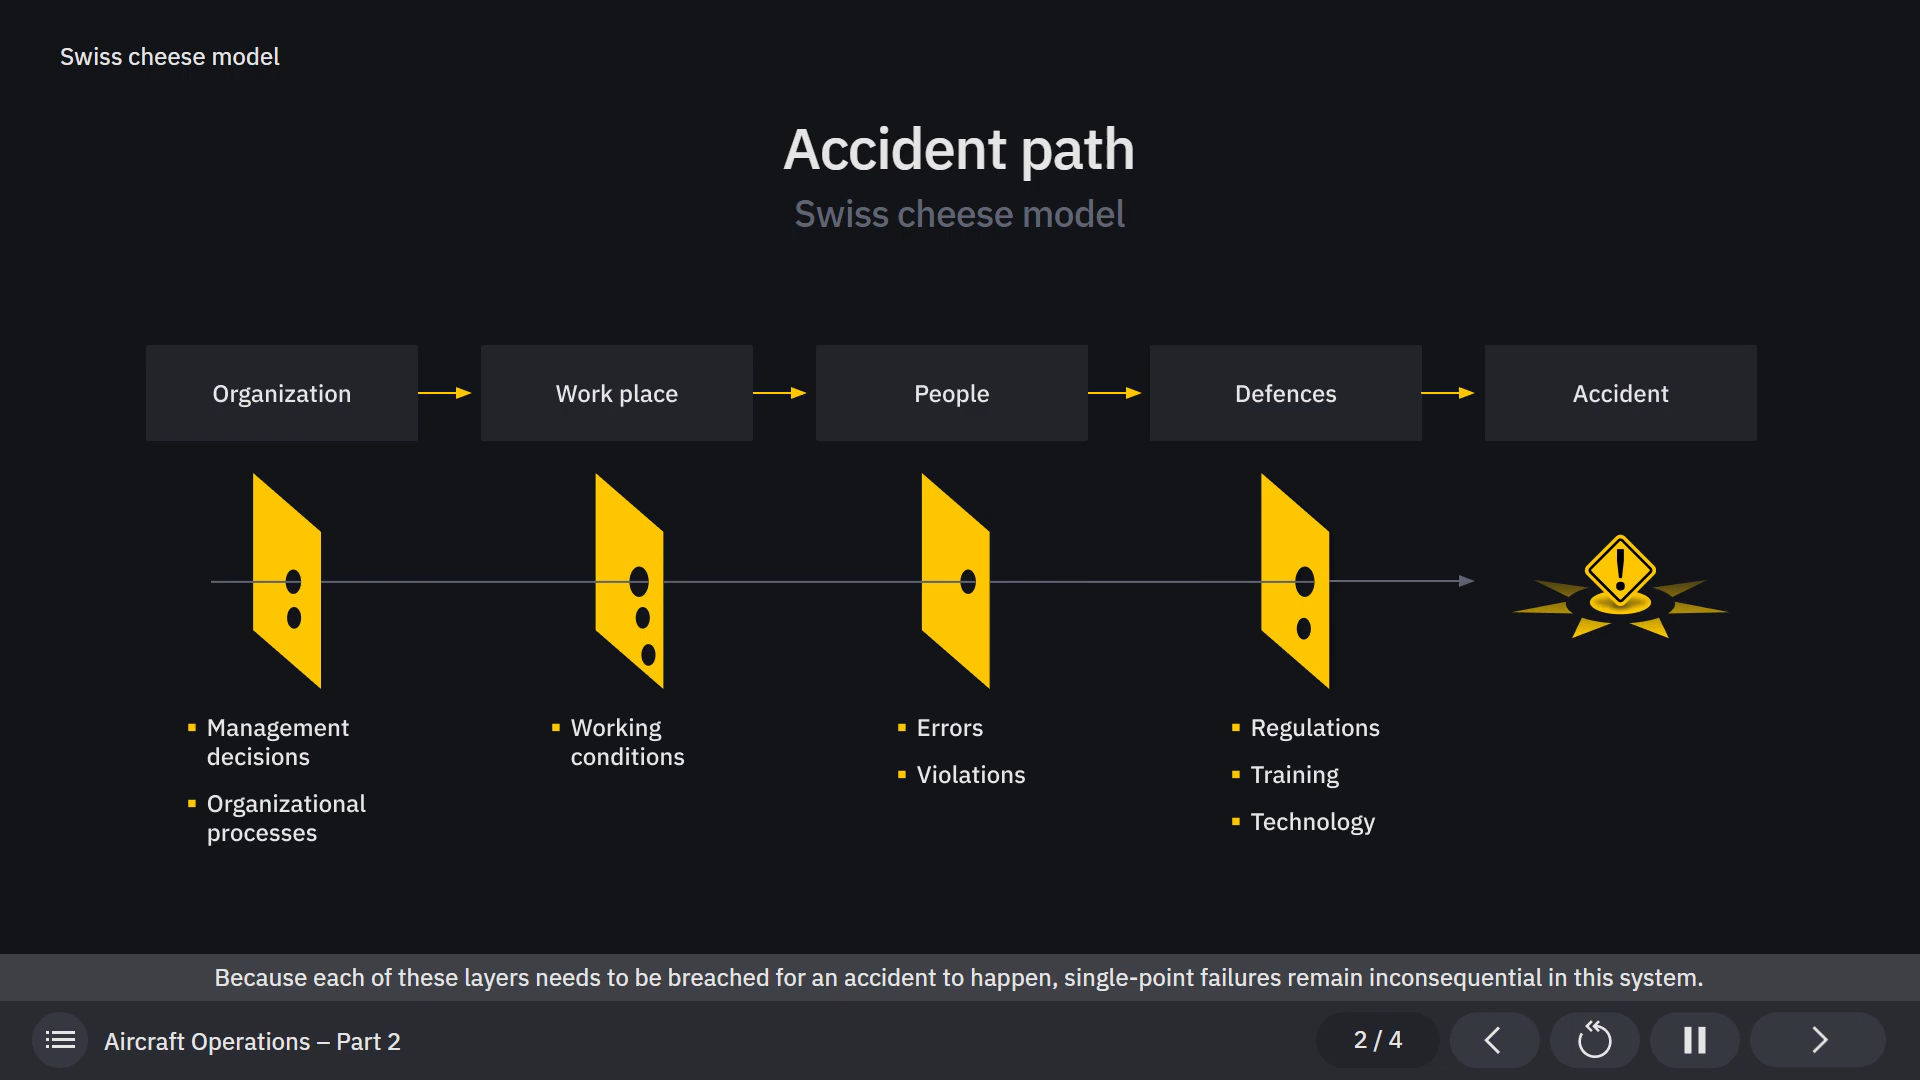 Swiss cheese model
Accident path
Swiss cheese model
Organization
Work place
People
Defences
Accident
Management
decisions
Organizational
processes
Working
conditions
Errors
Violations
Regulations
Training
Technology
Because each of these layers needs to be breached for an accident to happen, single-point failures remain inconsequential in this system.
Aircraft Operations – Part 2
2 / 4